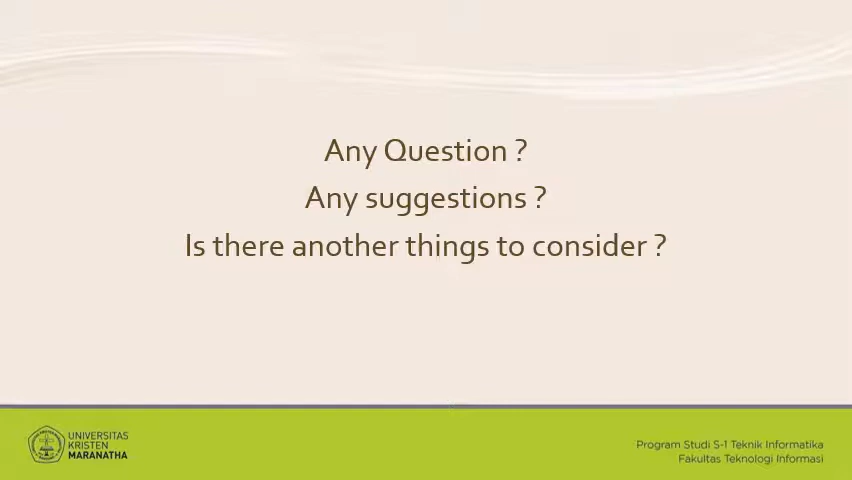 Any Question ?
Any suggestions ?
Is there another things to consider ?
UNIVERSITAS
KRISTEN
MARANATHA
Program Studi S-1 Teknik Informatika
Fakultas Teknologi Informasi